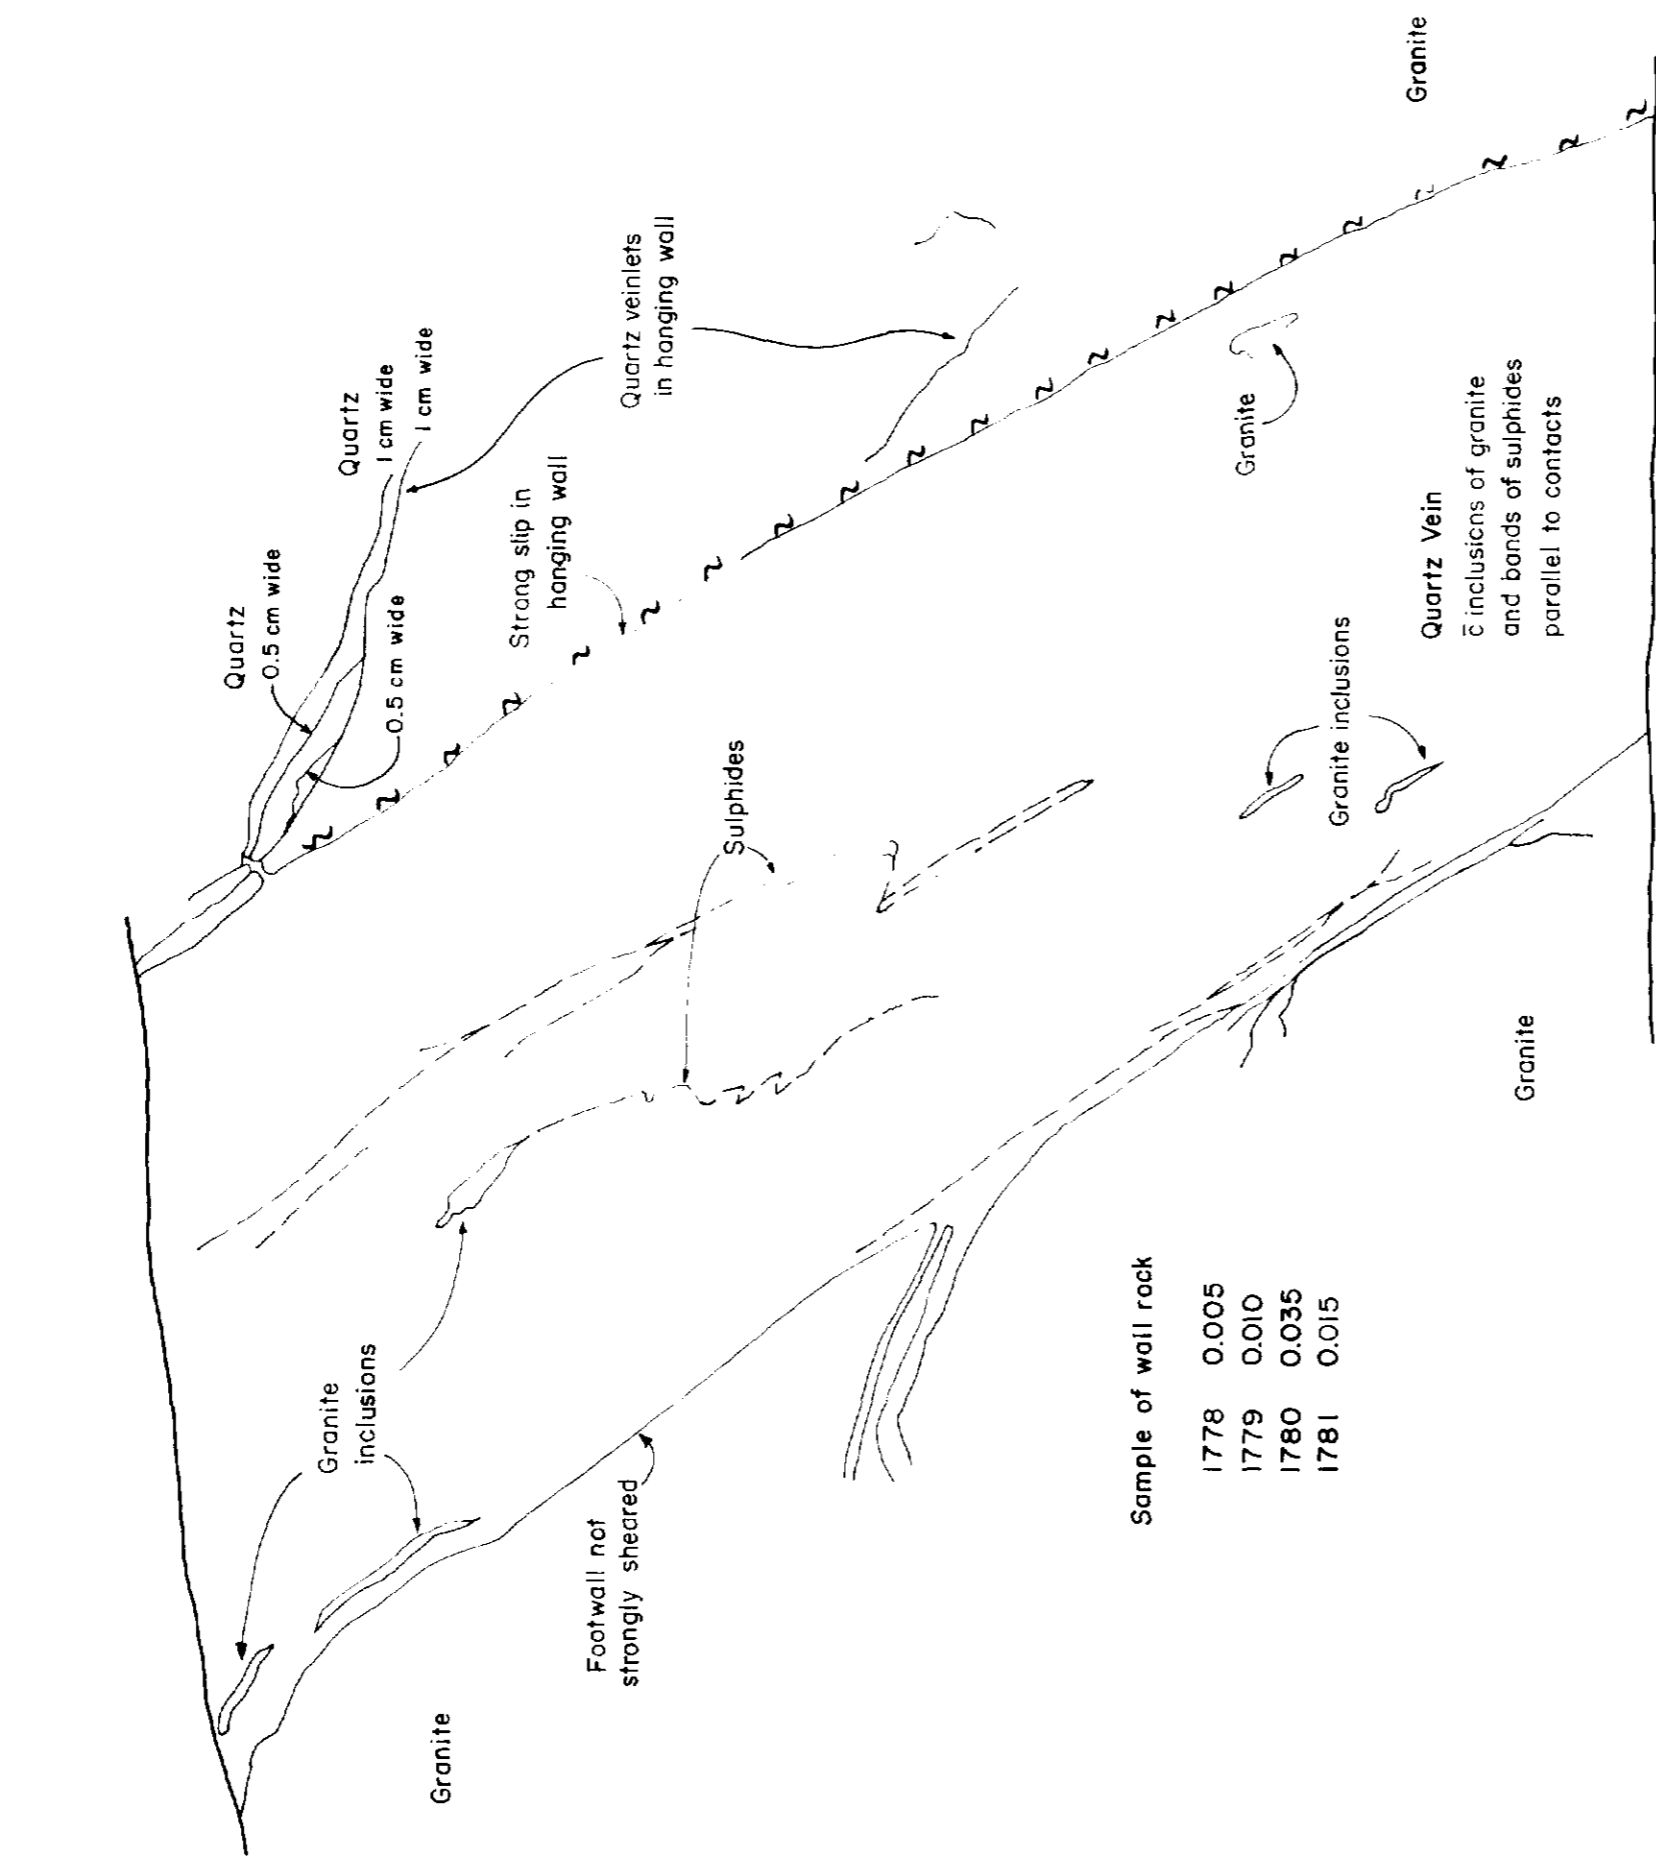 Granite
Granite
inclusions
Footwall not
strongly sheared
Sulphides
Quartz
0.5 cm wide
0.5 cm wide
Quartz
1 cm wide
1 cm wide
Strong slip in
hanging wall
Quartz veinlets
in hanging wall
Sample of wall rock
1778 0.005
1779 0.010
1780 0.035
1781 0.015
Granite
Granite inclusions
Granite
Quartz Vein
c̄ inclusions of granite
and bands of sulphides
parallel to contacts
Granite